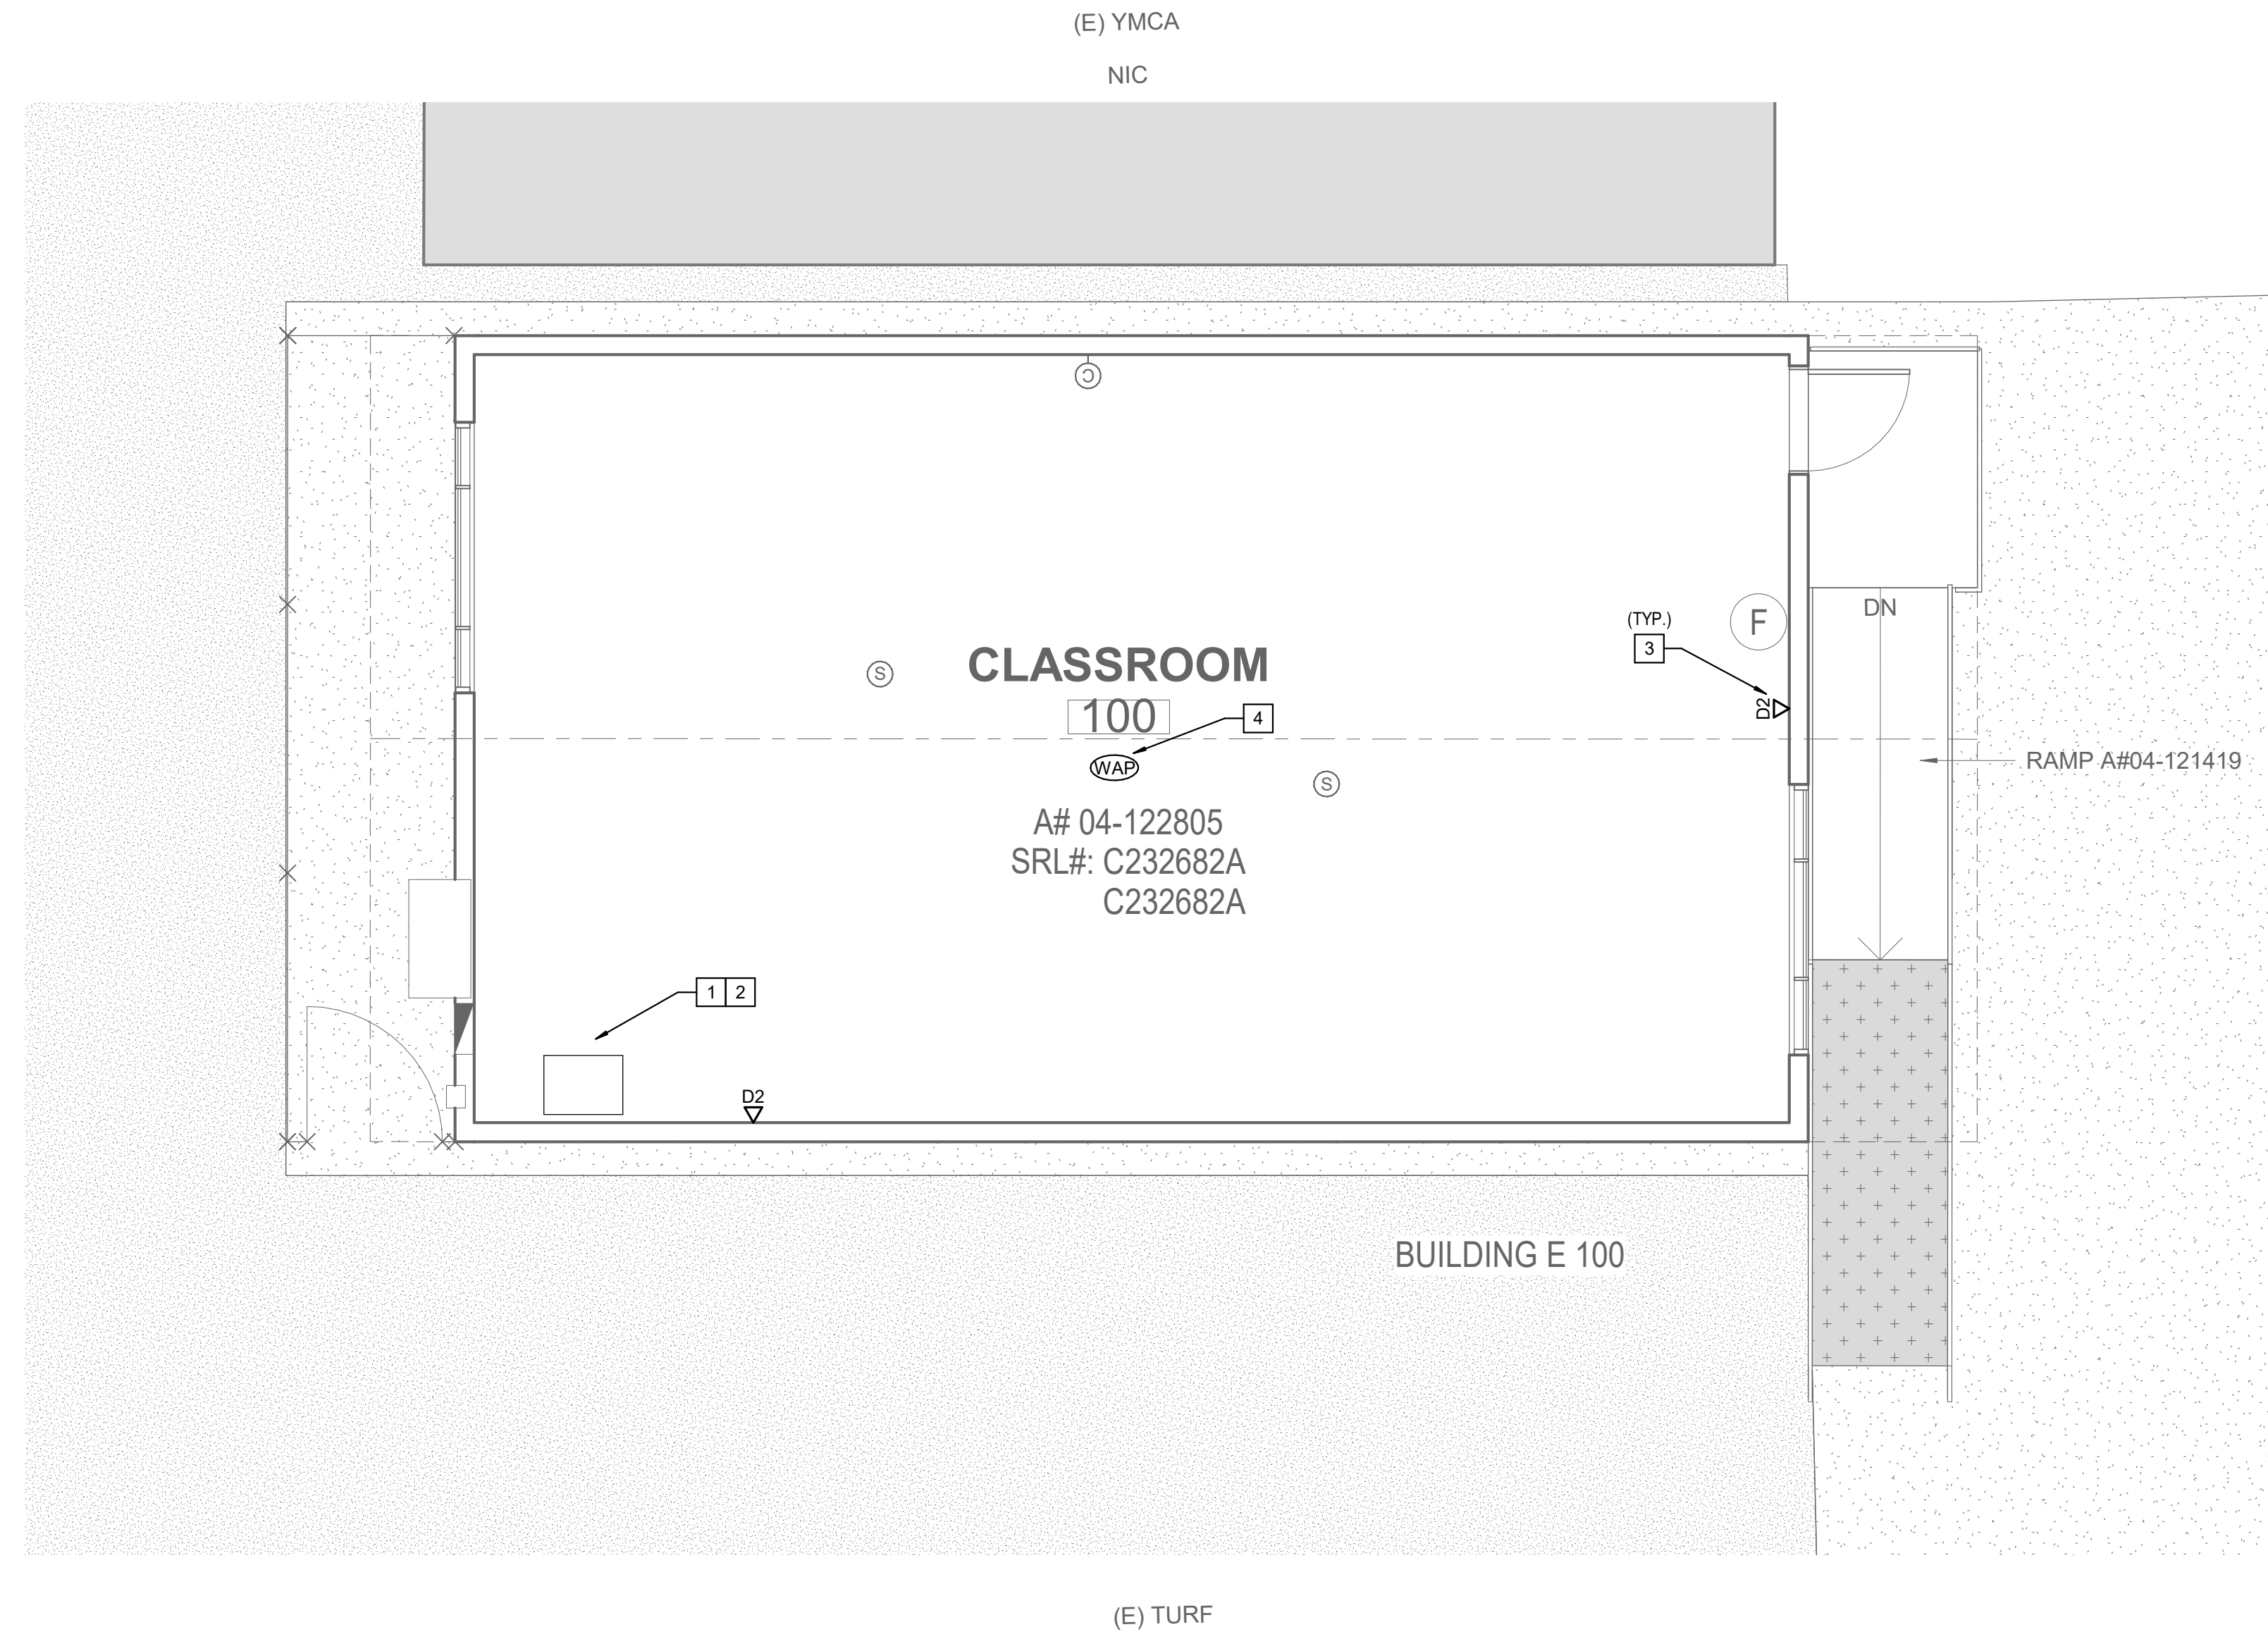 (E) YMCA
NIC
C
F
DN
(TYP.)
3
D2
S
CLASSROOM
100
4
WAP
S
RAMP A#04-121419
A# 04-122805
SRL#: C232682A
C232682A
1 2
D2
BUILDING E 100
(E) TURF